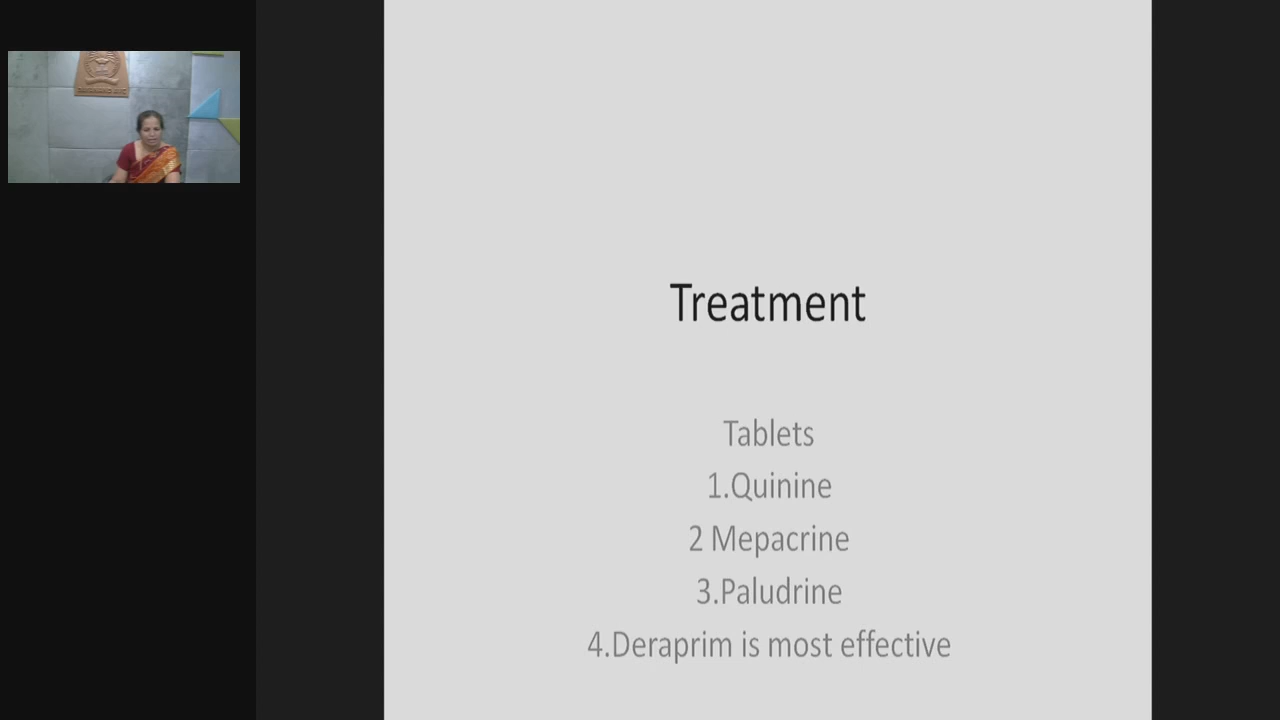 Treatment
Tablets
1.Quinine
2 Mepacrine
3.Paludrine
4.Deraprim is most effective